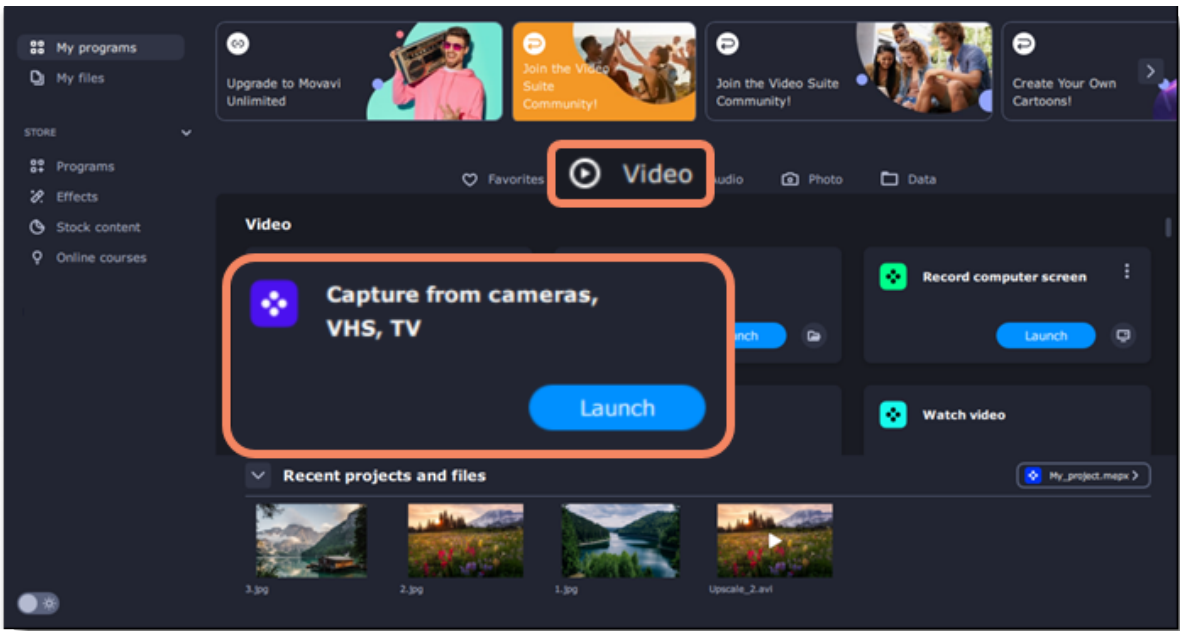 My programs
My files
STORE
Programs
Effects
Stock content
Online courses
Upgrade to Movavi
Unlimited
Join the Video
Suite
Community!
Join the Video Suite
Community!
Create Your Own
Cartoons!
Favorites
Video
Photo
Data
Video
Capture from cameras,
VHS, TV
Launch
Record computer screen
Launch
Watch video
Recent projects and files
My_project.mepx
3.jpg
2.jpg
1.jpg
Upscale_2.avi